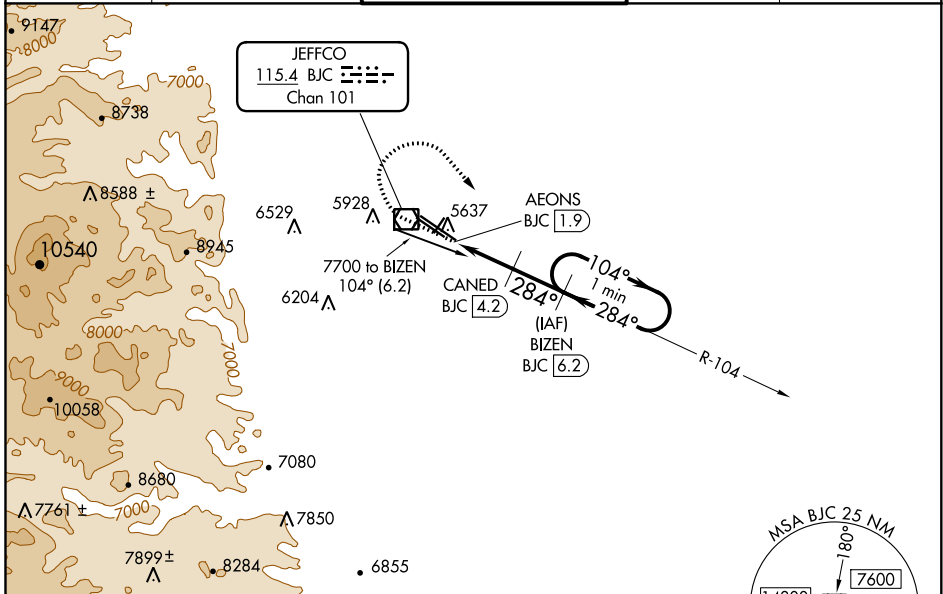 9147
8000
JEFFCO
115.4 BJC
Chan 101
7000
8738
8588 ±
6529
5928
5637
AEONS
BJC 1.9
10540
8945
7700 to BIZEN
104° (6.2)
104°
1 min
284°
CANED
BJC 4.2
284°
6204
(IAF)
BIZEN
BJC 6.2
8000
7000
R-104
9000
10058
7080
8680
7761 ±
7000
7850
MSA BJC 25 NM
180°
7899 ±
8284
6855
7600